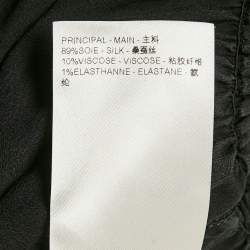 PRINCIPAL - MAIN - 主料
89%SOIE - SILK - 桑蚕丝
10%VISCOSE - VISCOSE - 粘胶纤维
1%ELASTHANNE - ELASTANE - 氨
纶